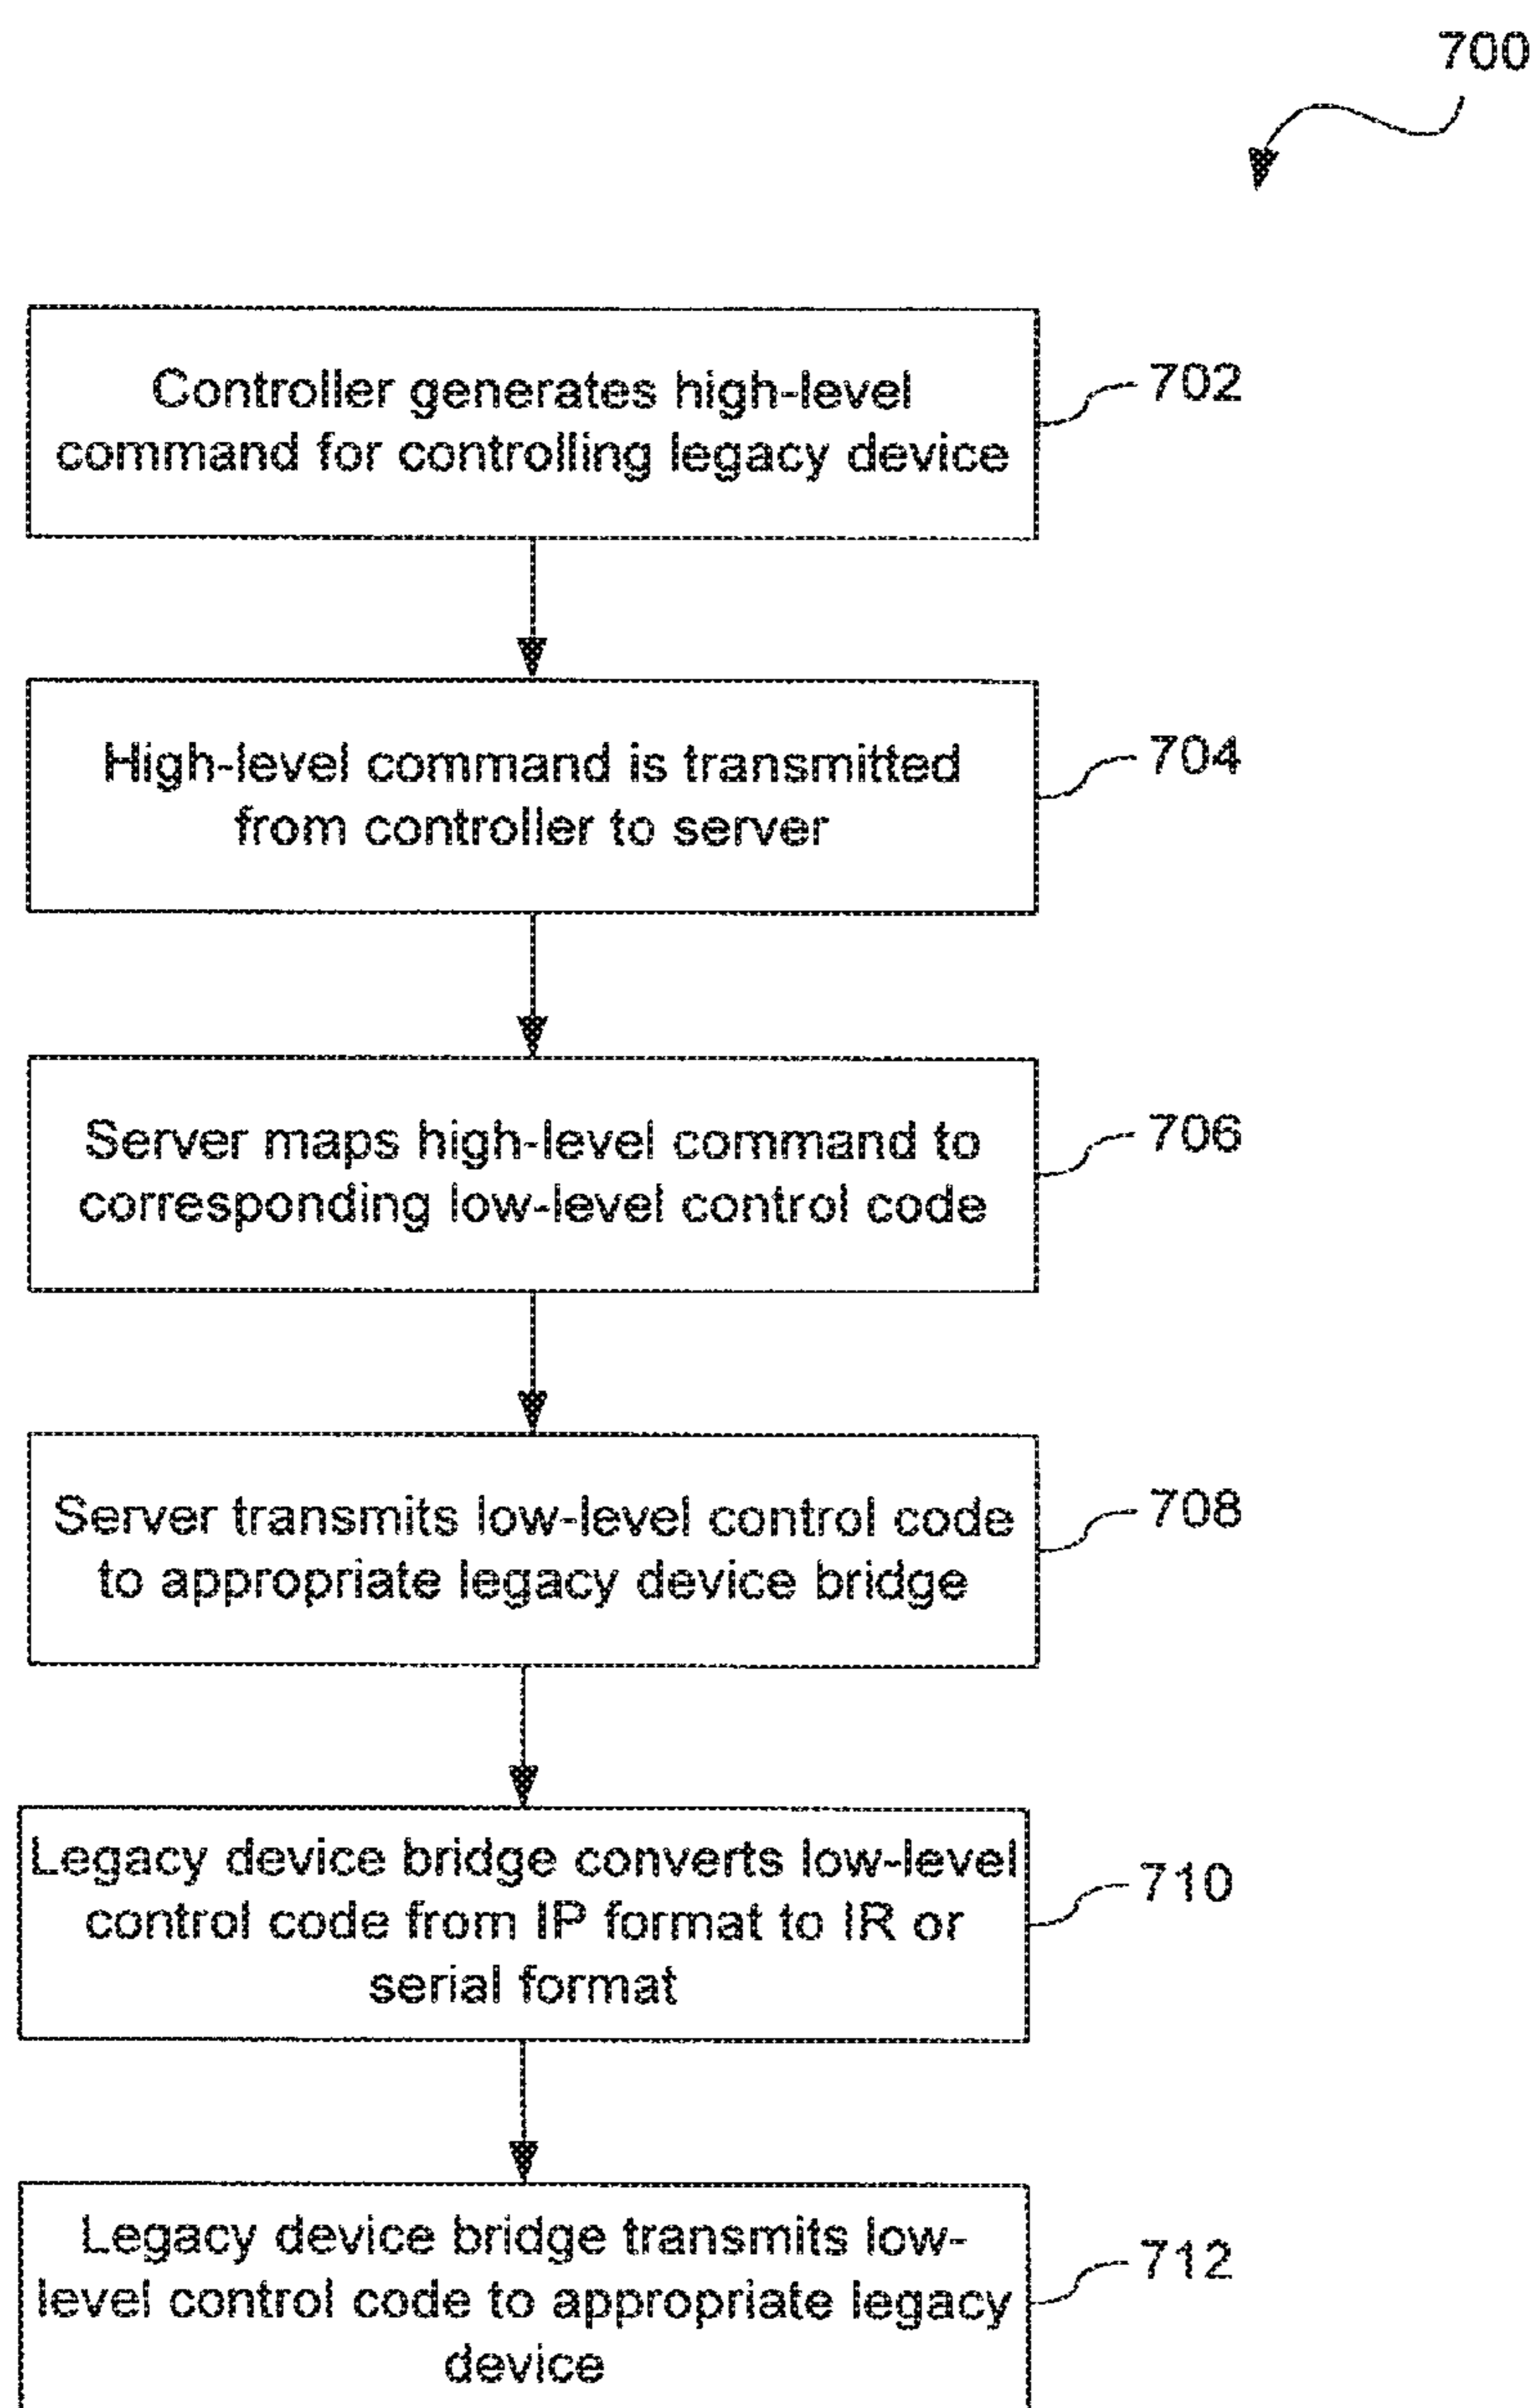 700
Controller generates high-level
command for controlling legacy device
702
High-level command is transmitted
from controller to server
704
Server maps high-level command to
corresponding low-level control code
706
Server transmits low-level control code
to appropriate legacy device bridge
708
Legacy device bridge converts low-level
control code from IP format to IR or
serial format
710
Legacy device bridge transmits low-
level control code to appropriate legacy
device
712